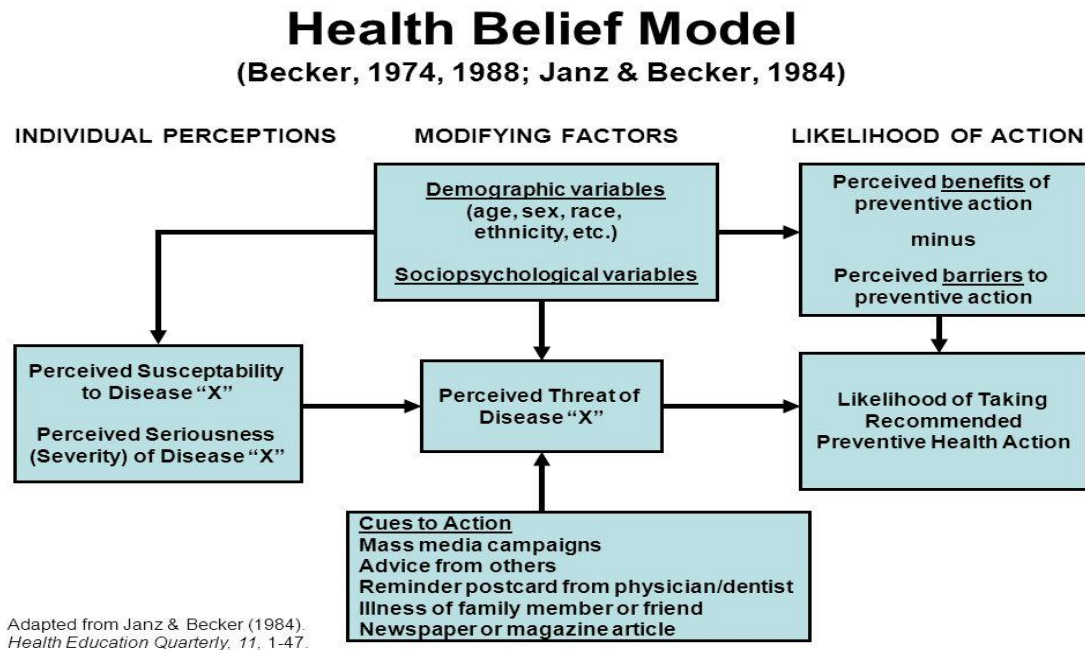 Health Belief Model
(Becker, 1974, 1988; Janz & Becker, 1984)
INDIVIDUAL PERCEPTIONS
MODIFYING FACTORS
LIKELIHOOD OF ACTION
Demographic variables
(age, sex, race,
ethnicity, etc.)
Sociopsychological variables
Perceived benefits of
preventive action
minus
Perceived barriers to
preventive action
Perceived Susceptability
to Disease “X”
Perceived Seriousness
(Severity) of Disease “X”
Perceived Threat of
Disease “X”
Likelihood of Taking
Recommended
Preventive Health Action
Cues to Action
Mass media campaigns
Advice from others
Reminder postcard from physician/dentist
Illness of family member or friend
Newspaper or magazine article
Adapted from Janz & Becker (1984).
Health Education Quarterly, 11, 1-47.